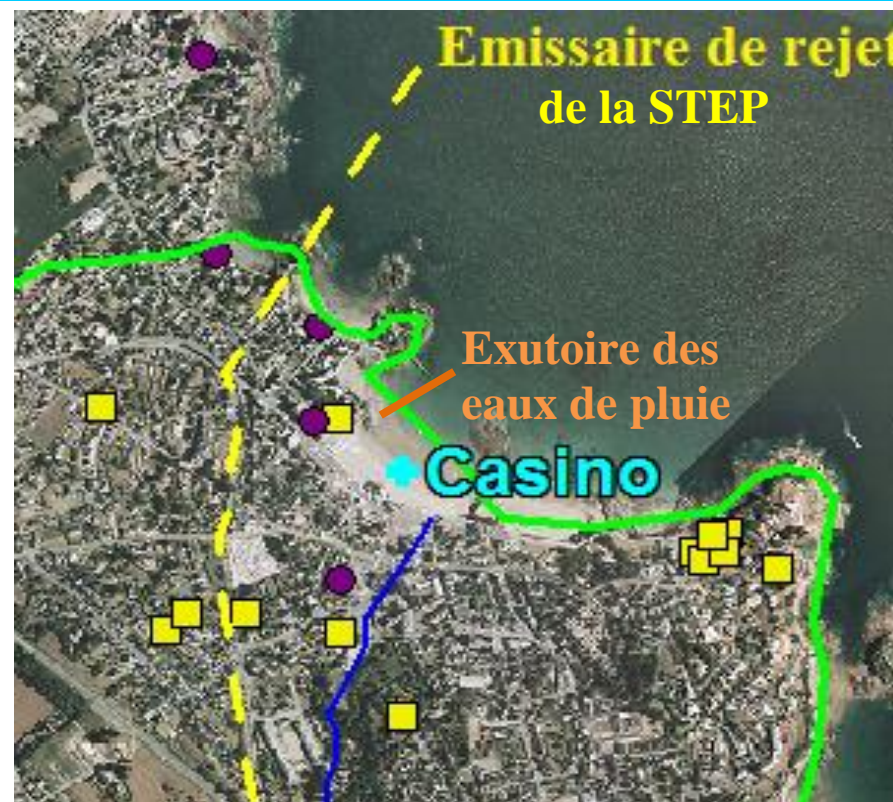 Emissaire de rejet
de la STEP
Exutoire des
eaux de pluie
Casino